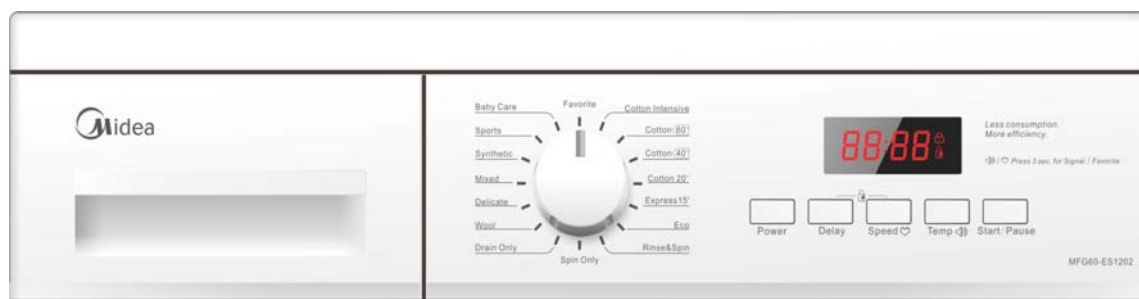 Midea
Favorite
Baby Care
Sports
Synthetic
Mixed
Delicate
Wool
Drain Only
Spin Only
Cotton Intensive
Cotton 60°
Cotton 40°
Cotton 20°
Express15'
Eco
Rinse&Spin
88:88
Less consumption.
More efficiency.
/ Press 3 sec. for Signal / Favorite
Power
Delay
Speed
Temp
Start/Pause
MFG60-ES1202